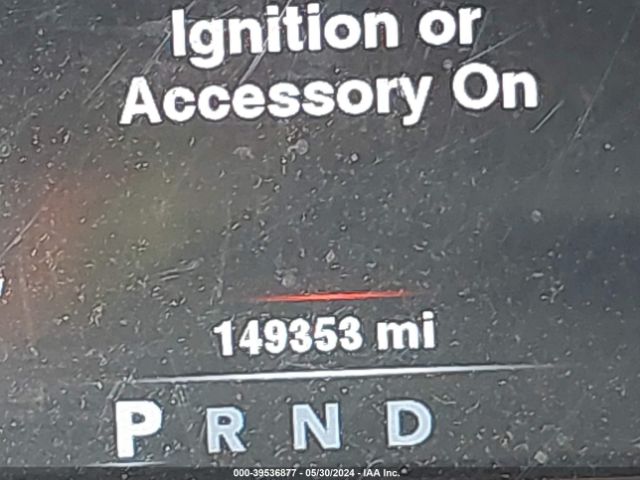 Ignition or
Accessory On
149353 mi
P R N D
000-39536877 - 05/30/2024 - IAA Inc.